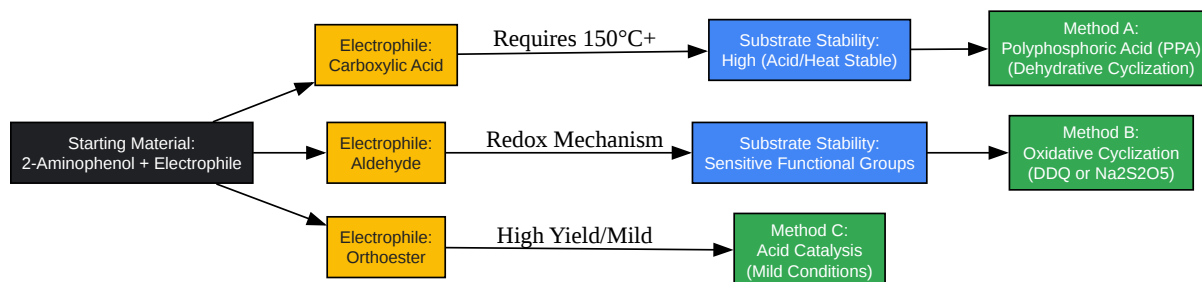 Electrophile:
Carboxylic Acid
Requires 150°C+
Substrate Stability:
High (Acid/Heat Stable)
Method A:
Polyphosphoric Acid (PPA)
(Dehydrative Cyclization)
Starting Material:
2-Aminophenol + Electrophile
Electrophile:
Aldehyde
Redox Mechanism
Substrate Stability:
Sensitive Functional Groups
Method B:
Oxidative Cyclization
(DDQ or Na2S2O5)
Electrophile:
Orthoester
High Yield/Mild
Method C:
Acid Catalysis
(Mild Conditions)